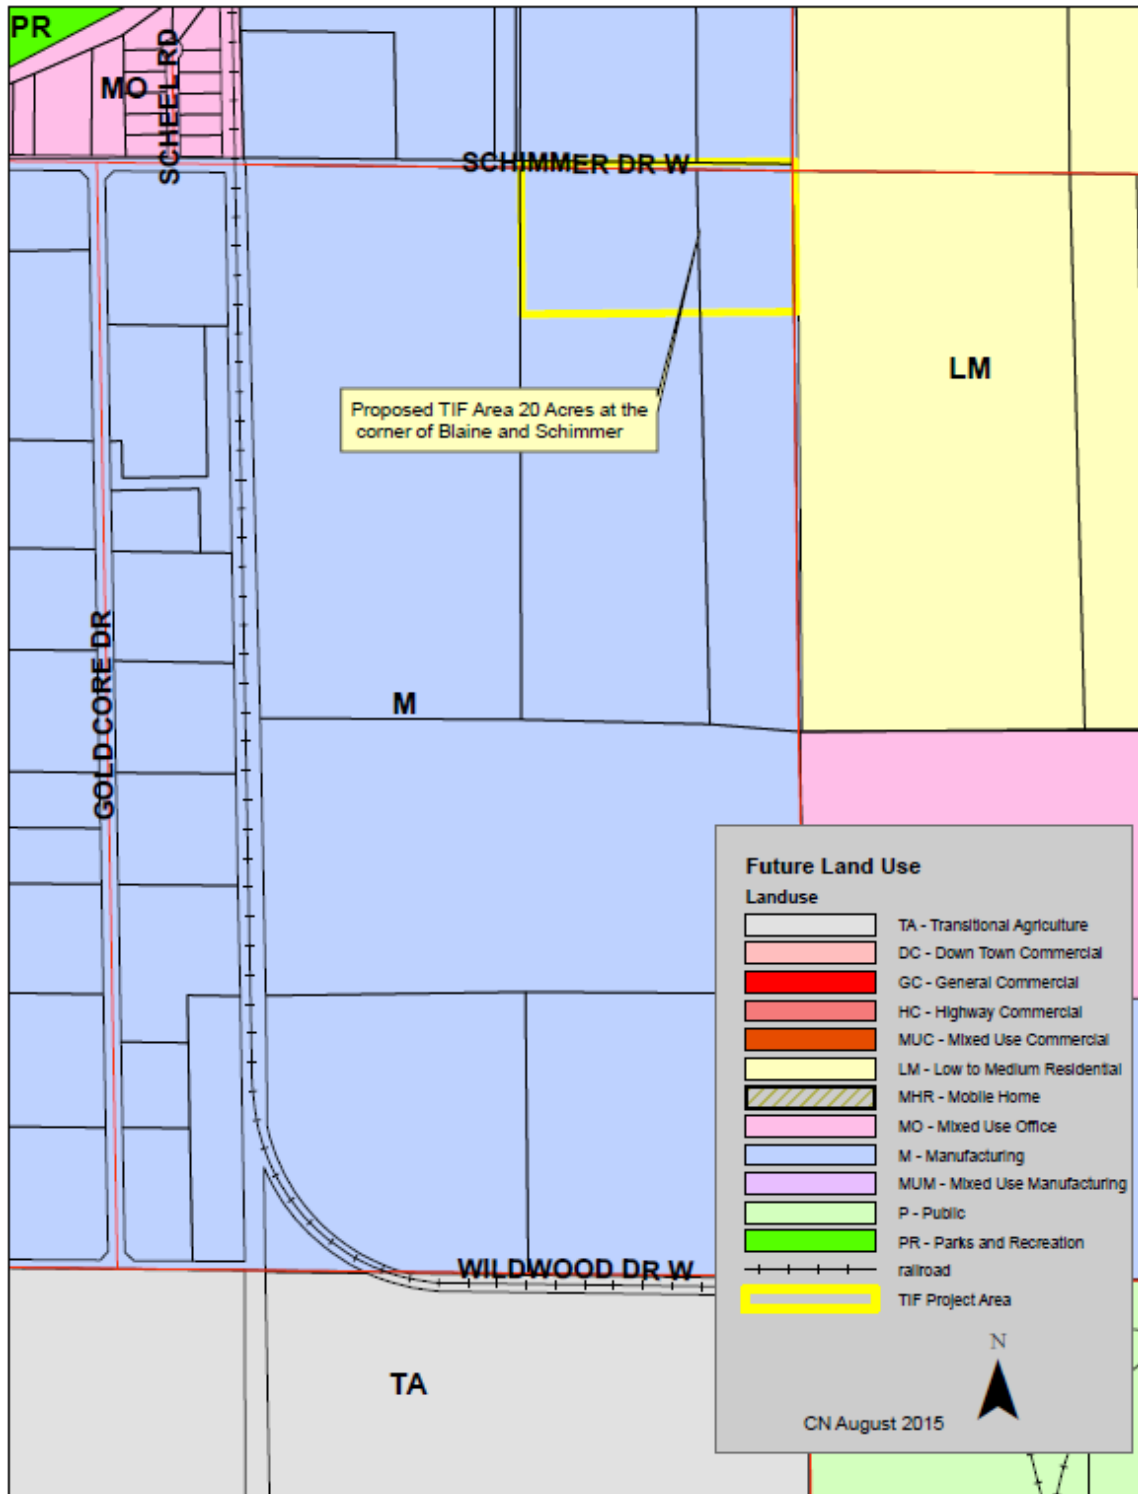 PR
MO
SCHEEL RD
SCHIMMER DR W
LM
Proposed TIF Area 20 Acres at the
corner of Blaine and Schimmer
GOLD CORE DR
M
Future Land Use
Landuse
TA - Transitional Agriculture
DC - Down Town Commercial
GC - General Commercial
HC - Highway Commercial
MUC - Mixed Use Commercial
LM - Low to Medium Residential
MHR - Mobile Home
MO - Mixed Use Office
M - Manufacturing
MUM - Mixed Use Manufacturing
P - Public
PR - Parks and Recreation
railroad
TIF Project Area
N
CN August 2015
WILDWOOD DR W
TA